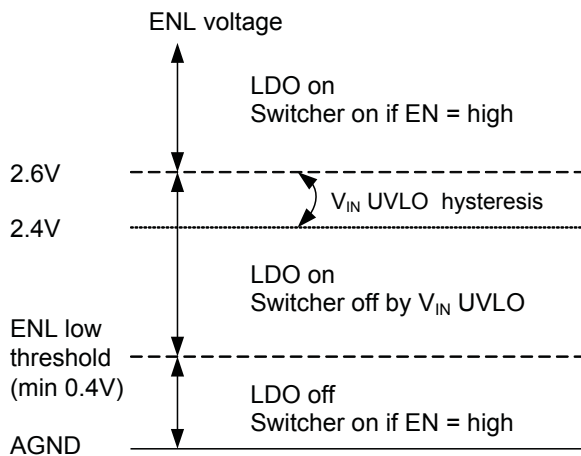 ENL voltage
LDO on
Switcher on if EN = high
2.6V
VIN UVLO hysteresis
2.4V
LDO on
Switcher off by VIN UVLO
ENL low
threshold
(min 0.4V)
LDO off
Switcher on if EN = high
AGND